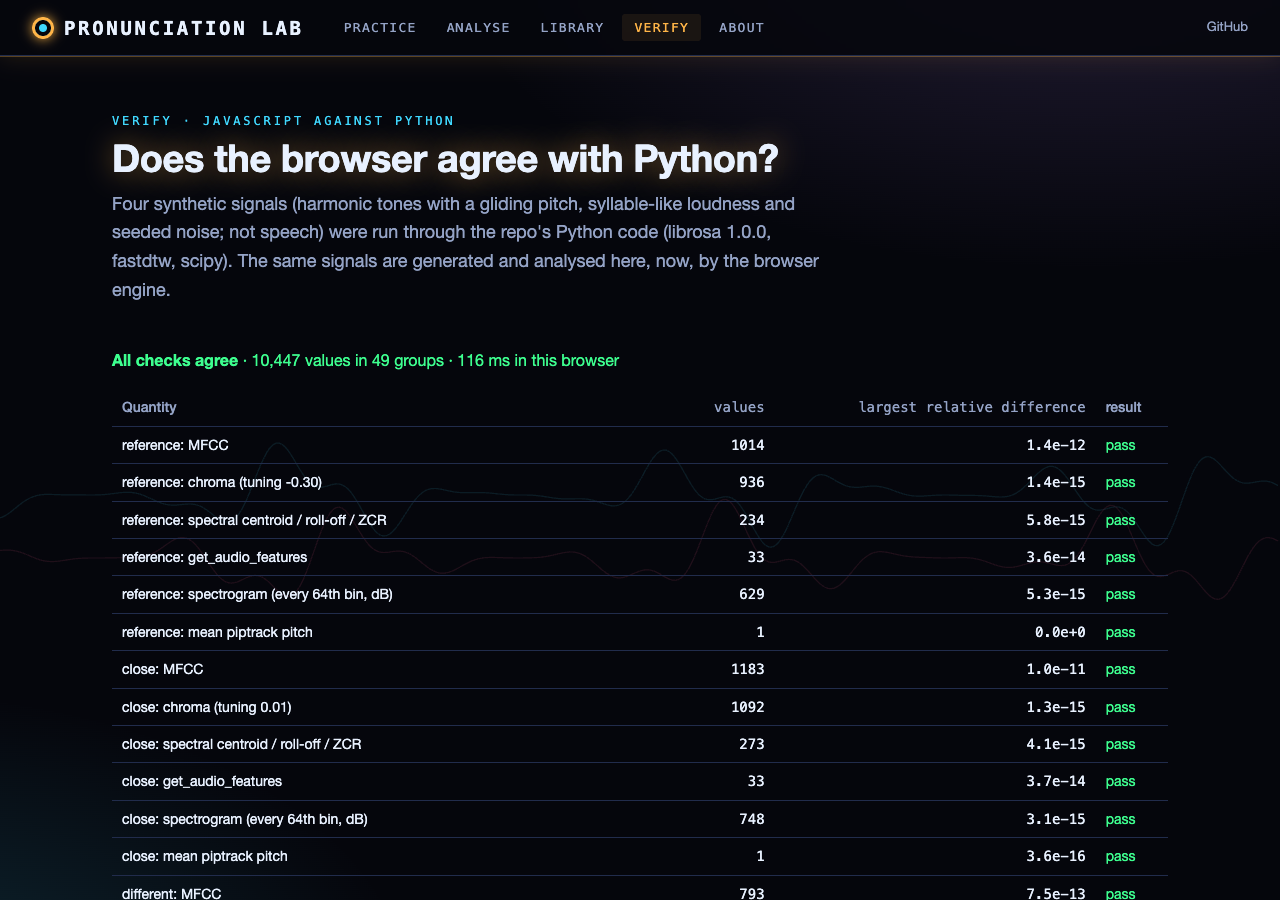 PRONUNCIATION LAB PRACTICE ANALYSE LIBRARY VERIFY ABOUT GitHub
VERIFY · JAVASCRIPT AGAINST PYTHON
Does the browser agree with Python?
Four synthetic signals (harmonic tones with a gliding pitch, syllable-like loudness and
seeded noise; not speech) were run through the repo's Python code (librosa 1.0.0,
fastdtw, scipy). The same signals are generated and analysed here, now, by the browser
engine.
All checks agree · 10,447 values in 49 groups · 116 ms in this browser
Quantity values largest relative difference result
reference: MFCC 1014 1.4e-12 pass
reference: chroma (tuning -0.30) 936 1.4e-15 pass
reference: spectral centroid / roll-off / ZCR 234 5.8e-15 pass
reference: get_audio_features 33 3.6e-14 pass
reference: spectrogram (every 64th bin, dB) 629 5.3e-15 pass
reference: mean piptrack pitch 1 0.0e+0 pass
close: MFCC 1183 1.0e-11 pass
close: chroma (tuning 0.01) 1092 1.3e-15 pass
close: spectral centroid / roll-off / ZCR 273 4.1e-15 pass
close: get_audio_features 33 3.7e-14 pass
close: spectrogram (every 64th bin, dB) 748 3.1e-15 pass
close: mean piptrack pitch 1 3.6e-16 pass
different: MFCC 793 7.5e-13 pass